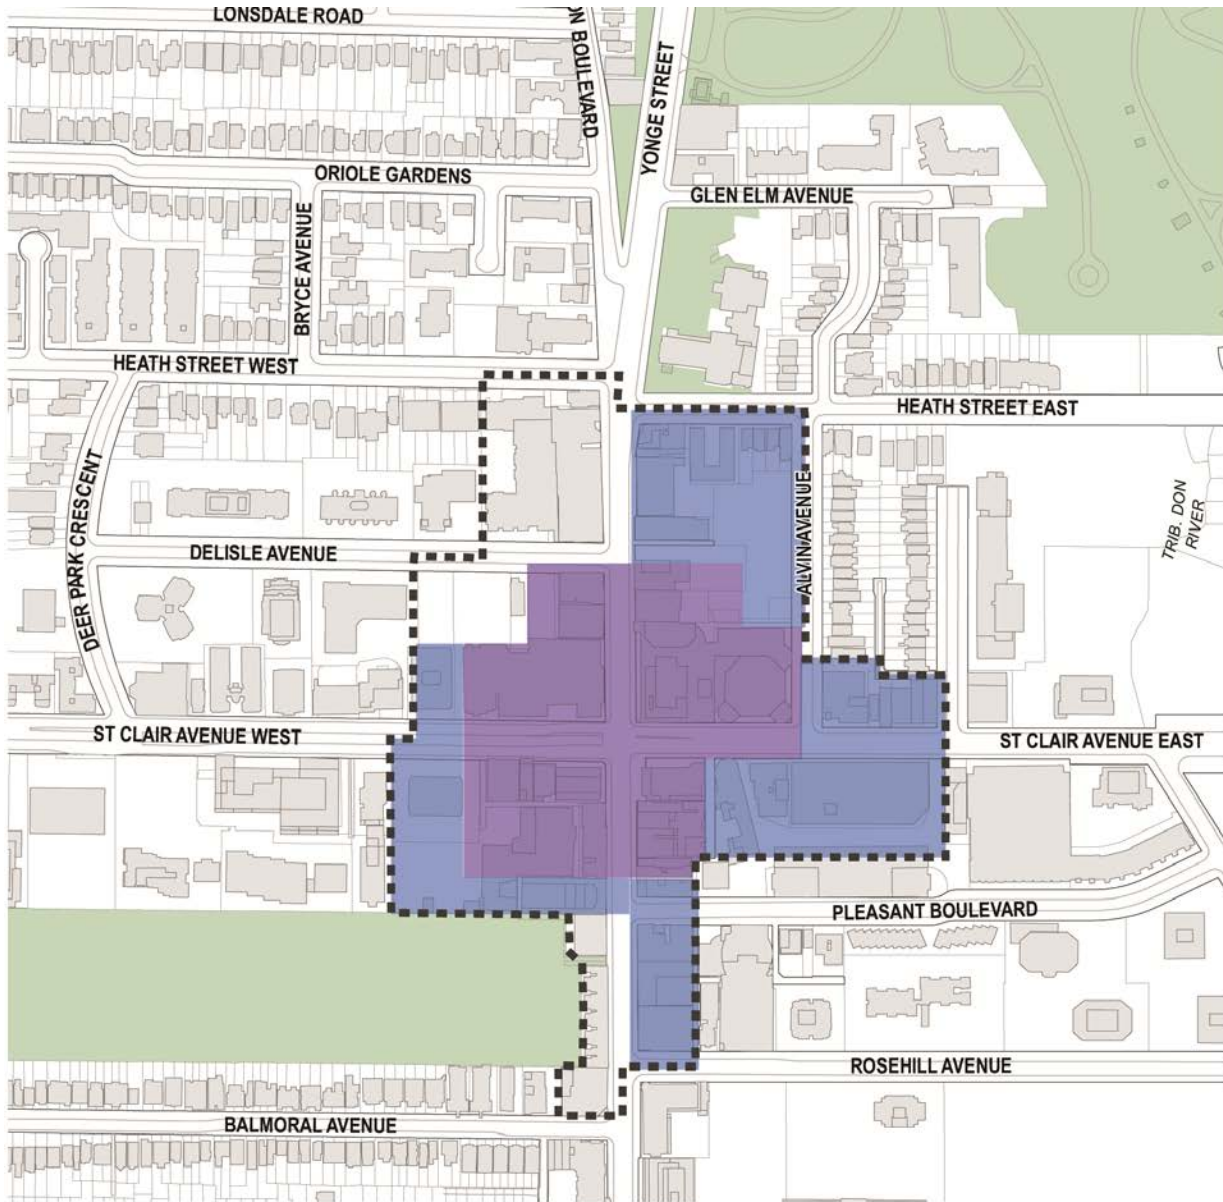 LONSDALE ROAD
ON BOULEVARD
YONGE STREET
ORIOLE GARDENS
GLEN ELM AVENUE
BRYCE AVENUE
HEATH STREET WEST
HEATH STREET EAST
DEER PARK CRESCENT
ALVIN AVENUE
TRIB. DON
RIVER
DELISLE AVENUE
ST CLAIR AVENUE WEST
ST CLAIR AVENUE EAST
PLEASANT BOULEVARD
ROSEHILL AVENUE
BALMORAL AVENUE